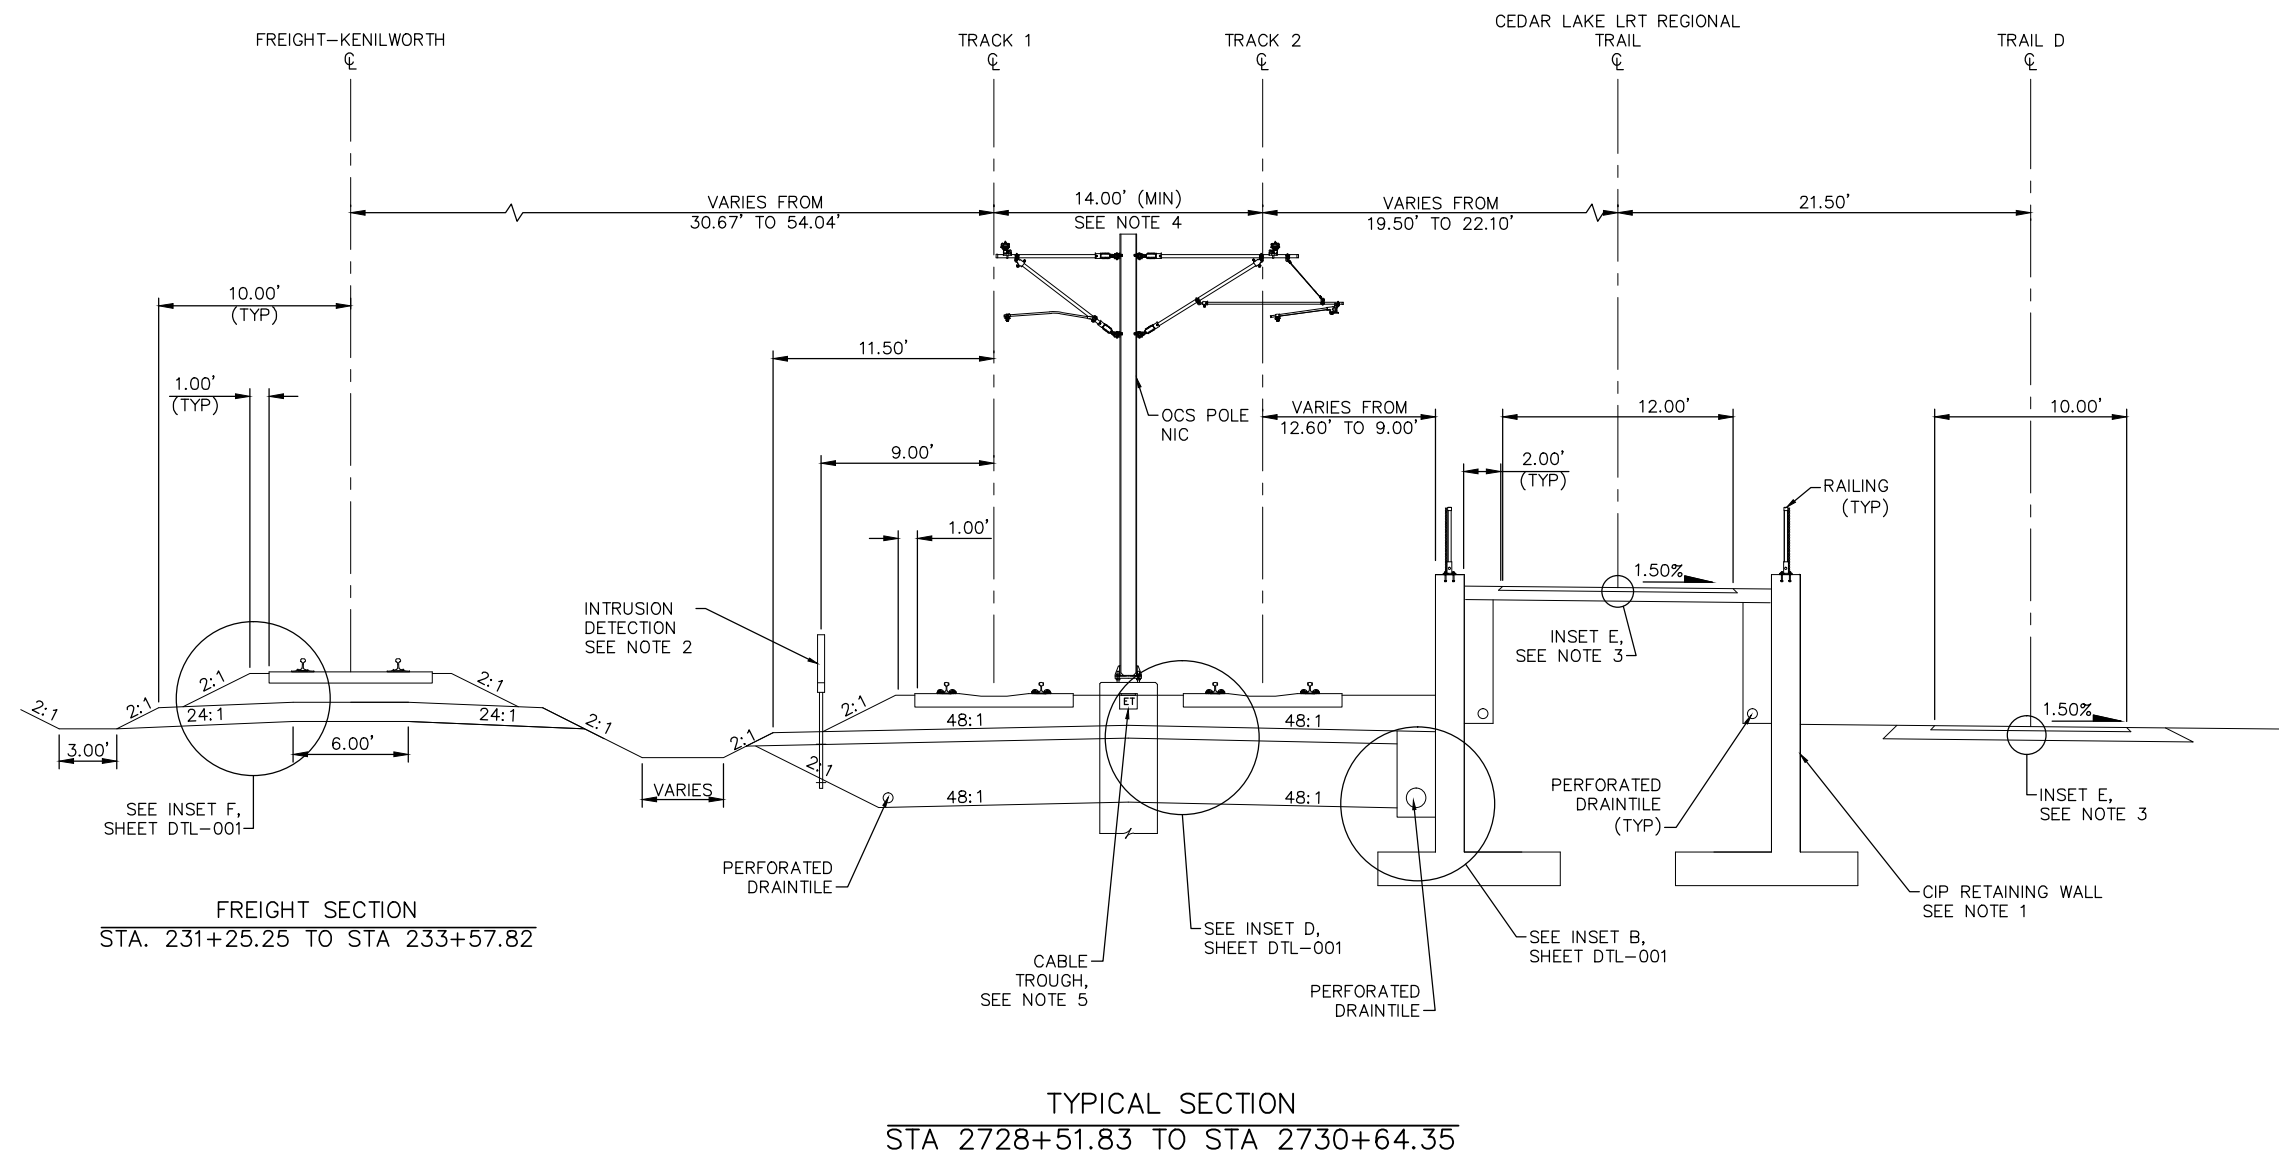 CEDAR LAKE LRT REGIONAL
TRAIL
℄
FREIGHT-KENILWORTH
℄
TRACK 1
℄
TRACK 2
℄
TRAIL D
℄
VARIES FROM
30.67' TO 54.04'
14.00' (MIN)
SEE NOTE 4
VARIES FROM
19.50' TO 22.10'
21.50'
10.00'
(TYP)
11.50'
1.00'
(TYP)
OCS POLE
NIC
VARIES FROM
12.60' TO 9.00'
12.00'
10.00'
9.00'
2.00'
(TYP)
RAILING
(TYP)
1.00'
1.50%
INTRUSION
DETECTION
SEE NOTE 2
INSET E,
SEE NOTE 3
2:1
2:1
2:1
24:1
24:1
2:1
2:1
3.00'
6.00'
VARIES
2:1
2:1
ET
48:1
48:1
48:1
48:1
1.50%
SEE INSET F,
SHEET DTL-001
PERFORATED
DRAINTILE
PERFORATED
DRAINTILE
(TYP)
INSET E,
SEE NOTE 3
FREIGHT SECTION
STA. 231+25.25 TO STA 233+57.82
CABLE
TROUGH,
SEE NOTE 5
SEE INSET D,
SHEET DTL-001
PERFORATED
DRAINTILE
SEE INSET B,
SHEET DTL-001
CIP RETAINING WALL
SEE NOTE 1
TYPICAL SECTION
STA 2728+51.83 TO STA 2730+64.35